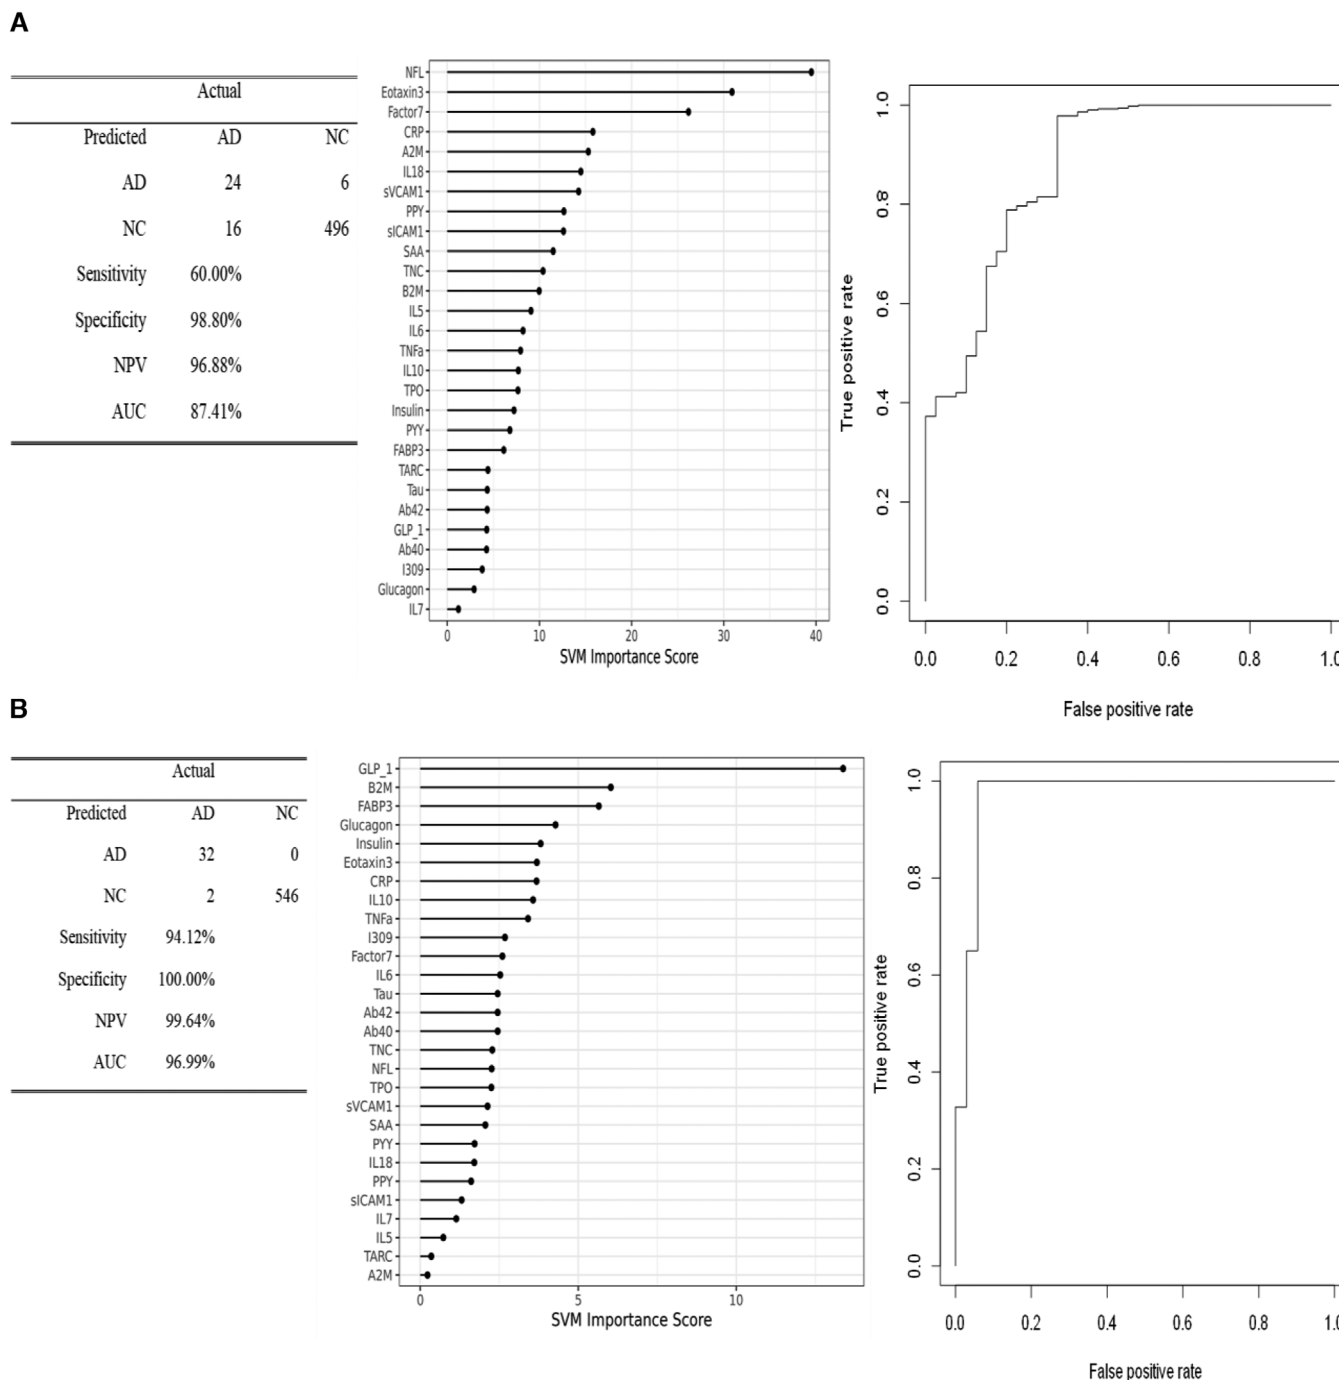 A
Actual
Predicted AD NC
AD 24 6
NC 16 496
Sensitivity 60.00%
Specificity 98.80%
NPV 96.88%
AUC 87.41%
NFL
Eotaxin3
Factor7
CRP
A2M
IL18
sVCAM1
PPY
sICAM1
SAA
TNC
B2M
IL5
IL6
TNFa
IL10
TPO
Insulin
PYY
FABP3
TARC
Tau
Ab42
GLP_1
Ab40
I309
Glucagon
IL7
0 10 20 30 40
SVM Importance Score
True positive rate
1.0
0.8
0.6
0.4
0.2
0.0
0.0 0.2 0.4 0.6 0.8 1.0
False positive rate
B
Actual
Predicted AD NC
AD 32 0
NC 2 546
Sensitivity 94.12%
Specificity 100.00%
NPV 99.64%
AUC 96.99%
GLP_1
B2M
FABP3
Glucagon
Insulin
Eotaxin3
CRP
IL10
TNFa
I309
Factor7
IL6
Tau
Ab42
Ab40
TNC
NFL
TPO
sVCAM1
SAA
PYY
IL18
PPY
sICAM1
IL7
IL5
TARC
A2M
0 5 10
SVM Importance Score
True positive rate
1.0
0.8
0.6
0.4
0.2
0.0
0.0 0.2 0.4 0.6 0.8 1.0
False positive rate